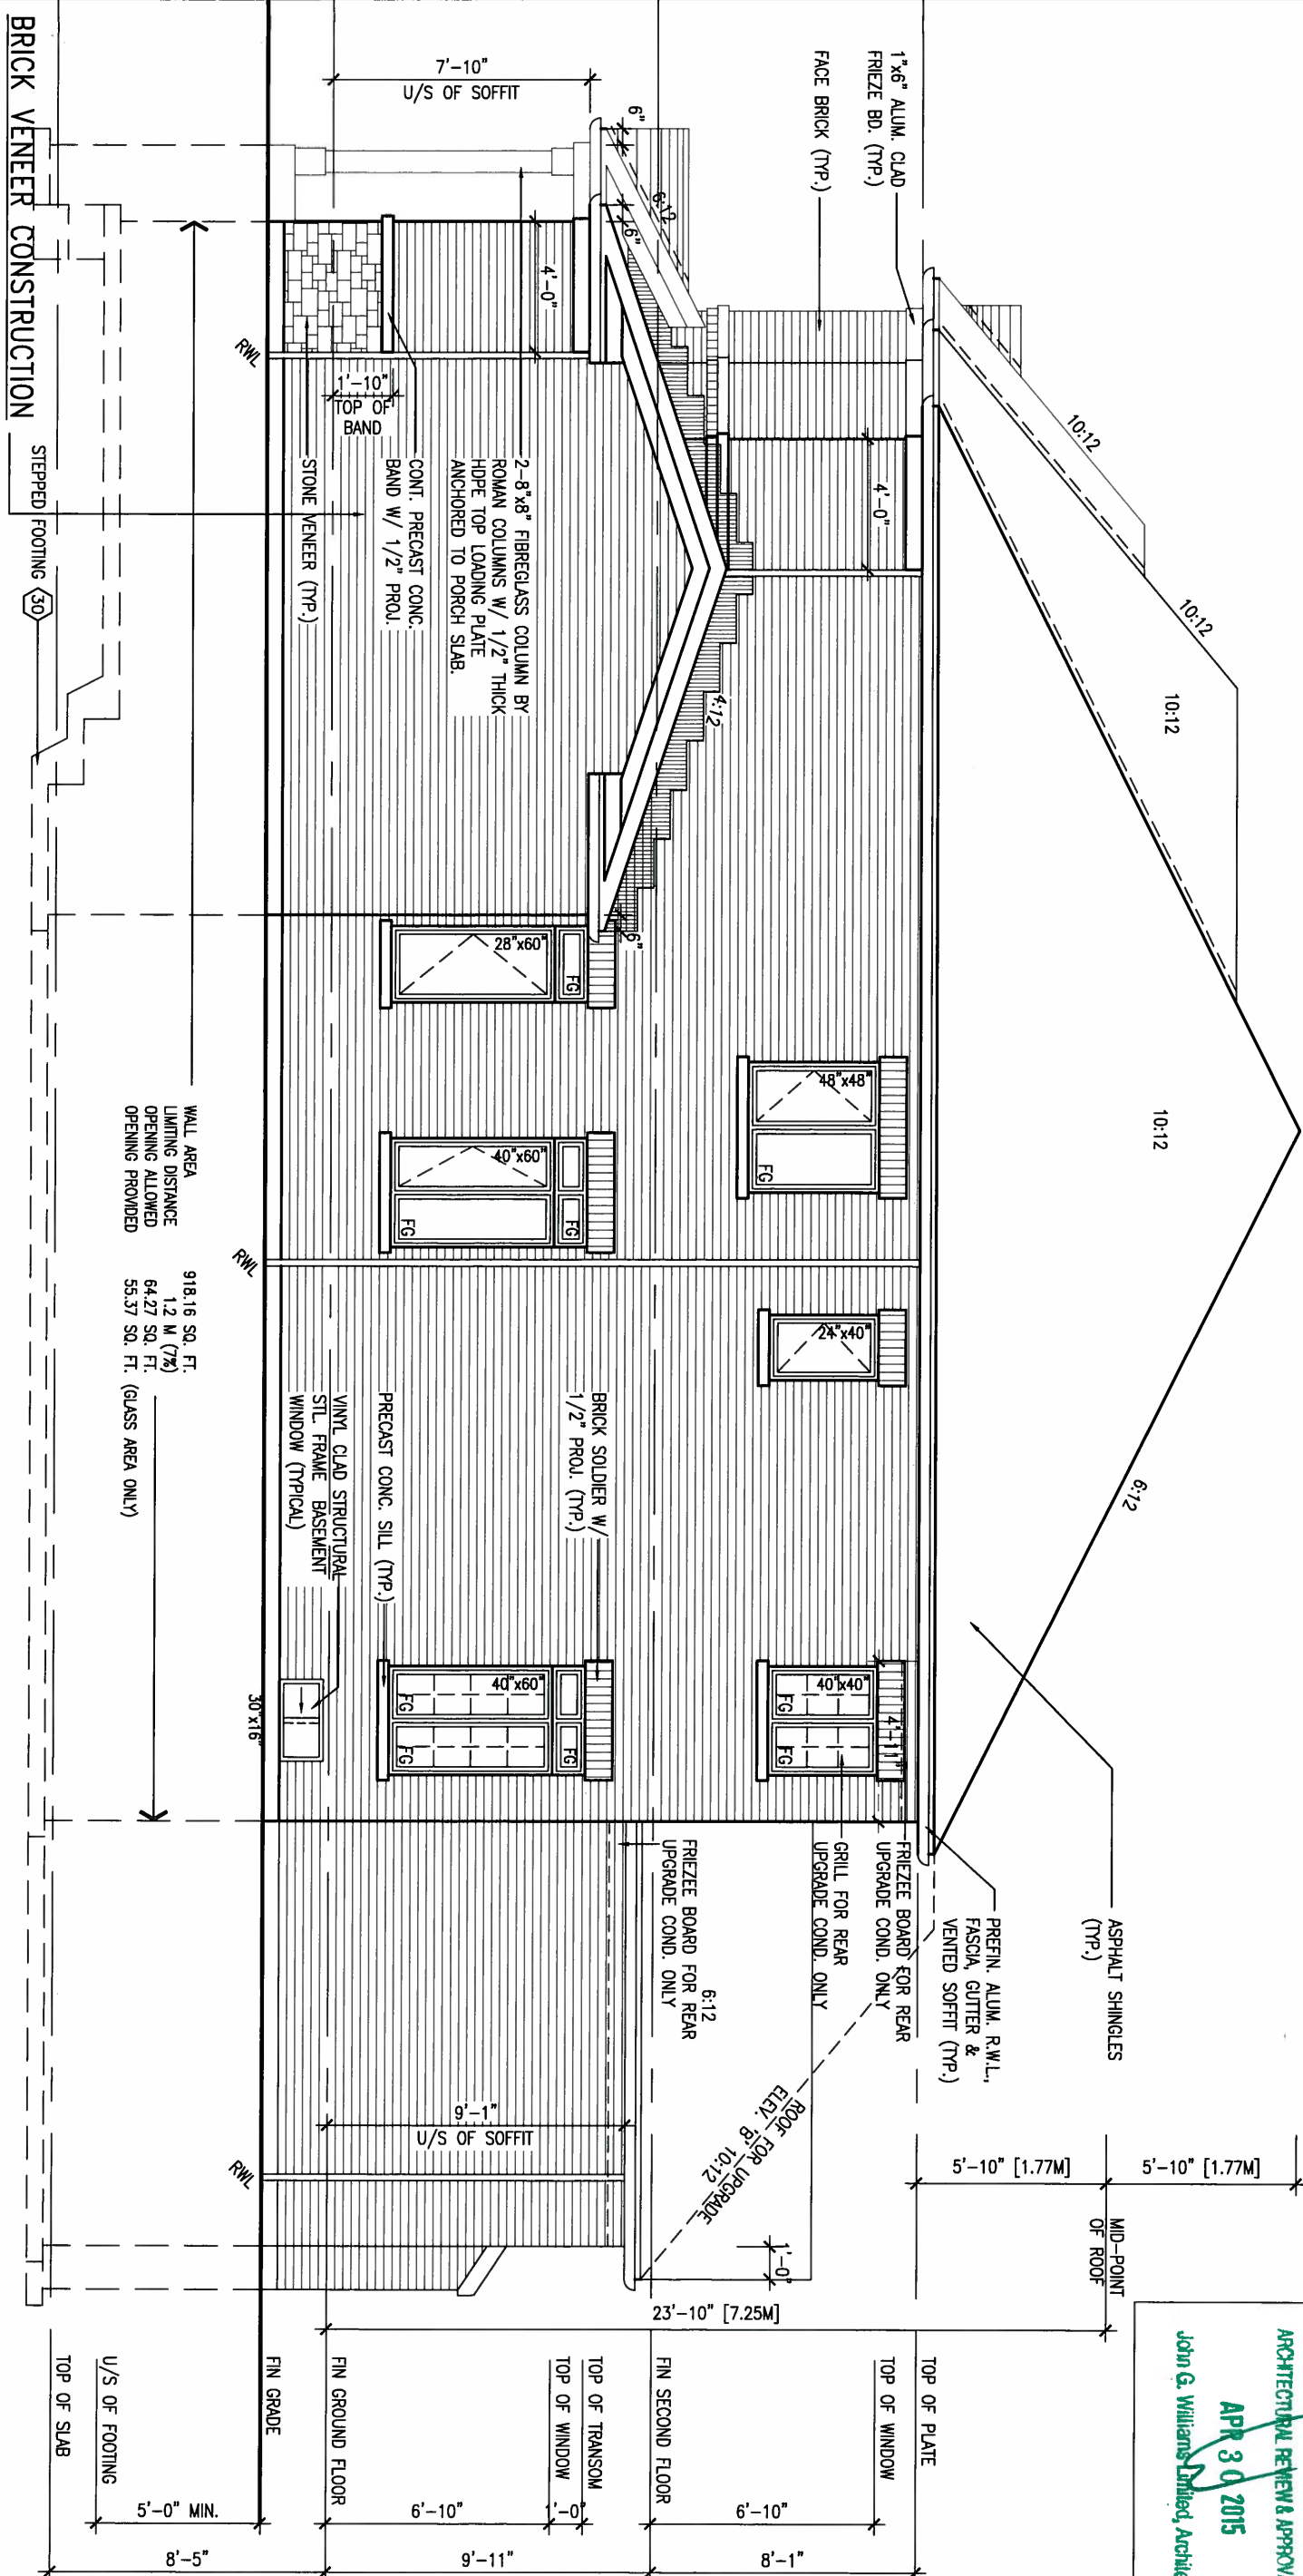 ARCHITECTURAL REVIEW & APPROV
APR 30 2015
John G. Williams Limited, Archite
10:12
10:12
10:12
10:12
6:12
ASPHALT SHINGLES
(TYP.)
PREFIN. ALUM. R.W.L.,
FASCIA, GUTTER &
VENTED SOFFIT (TYP.)
5'-10" [1.77M]
5'-10" [1.77M]
MID-POINT
OF ROOF
23'-10" [7.25M]
1"x6" ALUM. CLAD
FRIEZE BD. (TYP.)
FACE BRICK (TYP.)
4'-0"
6"
6:12
6"
4:12
6"
7'-10"
U/S OF SOFFIT
4'-0"
48"x48"
FG
24"x40"
40"x40"
FG
FG
4'-11"
FRIEZEE BOARD FOR REAR
UPGRADE COND. ONLY
GRILL FOR REAR
UPGRADE COND. ONLY
ROOF FOR UPGRADE
ELEV. 'B' 10:12
6:12
FRIEZEE BOARD FOR REAR
UPGRADE COND. ONLY
1'-0"
9'-1"
U/S OF SOFFIT
2-8"x8" FIBREGLASS COLUMN BY
ROMAN COLUMNS W/ 1/2" THICK
HDPE TOP LOADING PLATE
ANCHORED TO PORCH SLAB.
CONT. PRECAST CONC.
BAND W/ 1/2" PROJ.
1'-10"
TOP OF
BAND
STONE VENEER (TYP.)
28"x60"
FG
40"x60"
FG
FG
BRICK SOLDIER W/
1/2" PROJ. (TYP.)
PRECAST CONC. SILL (TYP.)
VINYL CLAD STRUCTURAL
STL. FRAME BASEMENT
WINDOW (TYPICAL)
40"x60"
FG
FG
FG
30"x16"
RWL
RWL
RWL
TOP OF PLATE
TOP OF WINDOW
FIN SECOND FLOOR
TOP OF TRANSOM
TOP OF WINDOW
FIN GROUND FLOOR
FIN GRADE
U/S OF FOOTING
TOP OF SLAB
6'-10"
1'-0"
6'-10"
5'-0" MIN.
8'-1"
9'-11"
8'-5"
WALL AREA 918.16 SQ. FT.
LIMITING DISTANCE 1.2 M (7%)
OPENING ALLOWED 64.27 SQ. FT.
OPENING PROVIDED 55.37 SQ. FT. (GLASS AREA ONLY)
STEPPED FOOTING 30
BRICK VENEER CONSTRUCTION